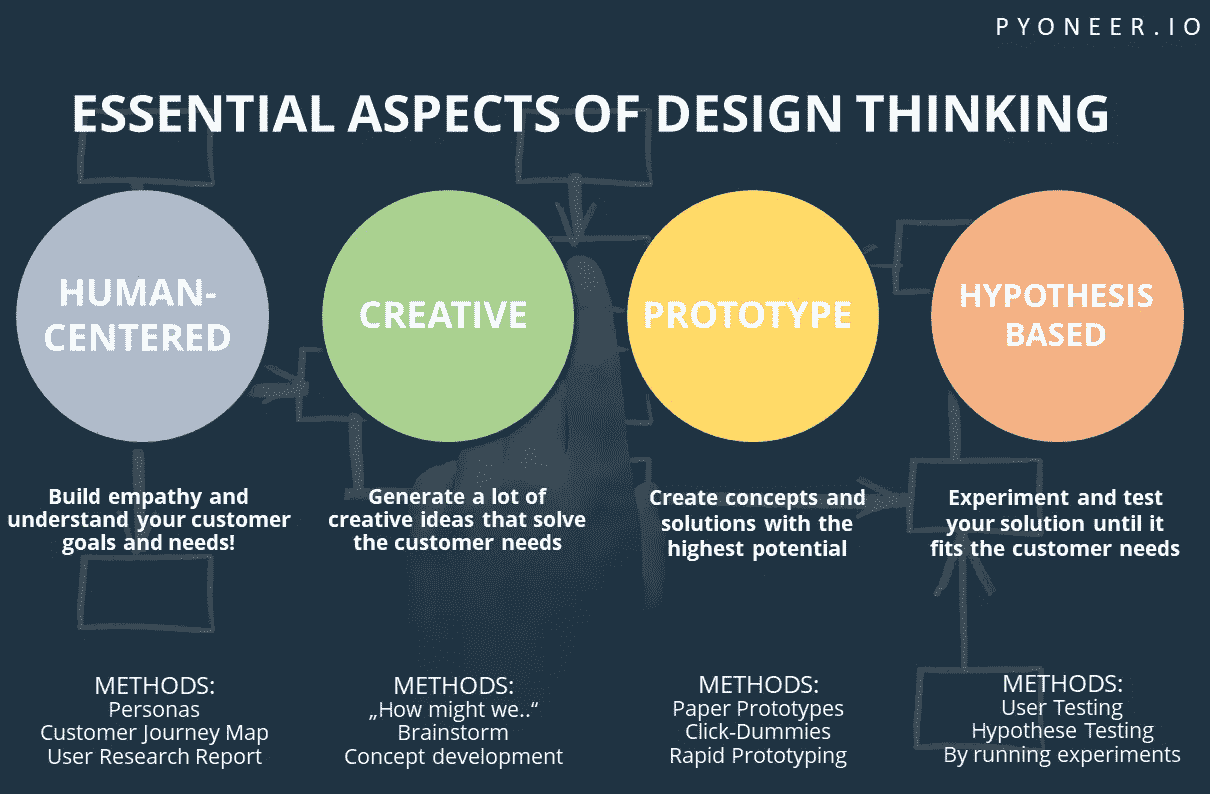 PYONEER.IO
ESSENTIAL ASPECTS OF DESIGN THINKING
HUMAN-
CENTERED
Build empathy and
understand your customer
goals and needs!
METHODS:
Personas
Customer Journey Map
User Research Report
CREATIVE
Generate a lot of
creative ideas that solve
the customer needs
METHODS:
„How might we..“
Brainstorm
Concept development
PROTOTYPE
Create concepts and
solutions with the
highest potential
METHODS:
Paper Prototypes
Click-Dummies
Rapid Prototyping
HYPOTHESIS
BASED
Experiment and test
your solution until it
fits the customer needs
METHODS:
User Testing
Hypothese Testing
By running experiments